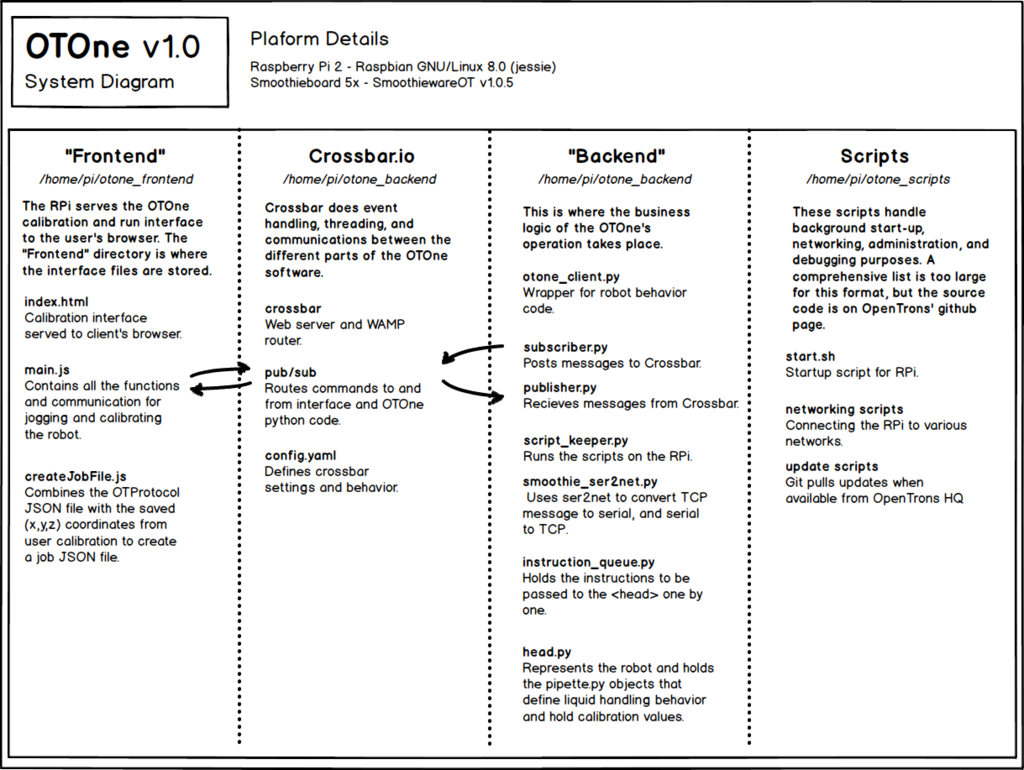 OTOne v1.0
System Diagram
Plaform Details
Raspberry Pi 2 - Raspbian GNU/Linux 8.0 (jessie)
Smoothieboard 5x - SmoothiewareOT v1.0.5
"Frontend"
/home/pi/otone_frontend
The RPi serves the OTOne
calibration and run interface
to the user's browser. The
"Frontend" directory is where
the interface files are stored.
index.html
Calibration interface
served to client's browser.
main.js
Contains all the functions
and communication for
jogging and calibrating
the robot.
createJobFile.js
Combines the OTProtocol
JSON file with the saved
(x,y,z) coordinates from
user calibration to create
a job JSON file.
Crossbar.io
/home/pi/otone_backend
Crossbar does event
handling, threading, and
communications between the
different parts of the OTOne
software.
crossbar
Web server and WAMP
router.
pub/sub
Routes commands to and
from interface and OTOne
python code.
config.yaml
Defines crossbar
settings and behavior.
"Backend"
/home/pi/otone_backend
This is where the business
logic of the OTOne's
operation takes place.
otone_client.py
Wrapper for robot behavior
code.
subscriber.py
Posts messages to Crossbar.
publisher.py
Recieves messages from Crossbar.
script_keeper.py
Runs the scripts on the RPi.
smoothie_ser2net.py
Uses ser2net to convert TCP
message to serial, and serial
to TCP.
instruction_queue.py
Holds the instructions to be
passed to the <head> one by
one.
head.py
Represents the robot and holds
the pipette.py objects that
define liquid handling behavior
and hold calibration values.
Scripts
/home/pi/otone_scripts
These scripts handle
background start-up,
networking, administration, and
debugging purposes. A
comprehensive list is too large
for this format, but the source
code is on OpenTrons' github
page.
start.sh
Startup script for RPi.
networking scripts
Connecting the RPi to various
networks.
update scripts
Git pulls updates when
available from OpenTrons HQ